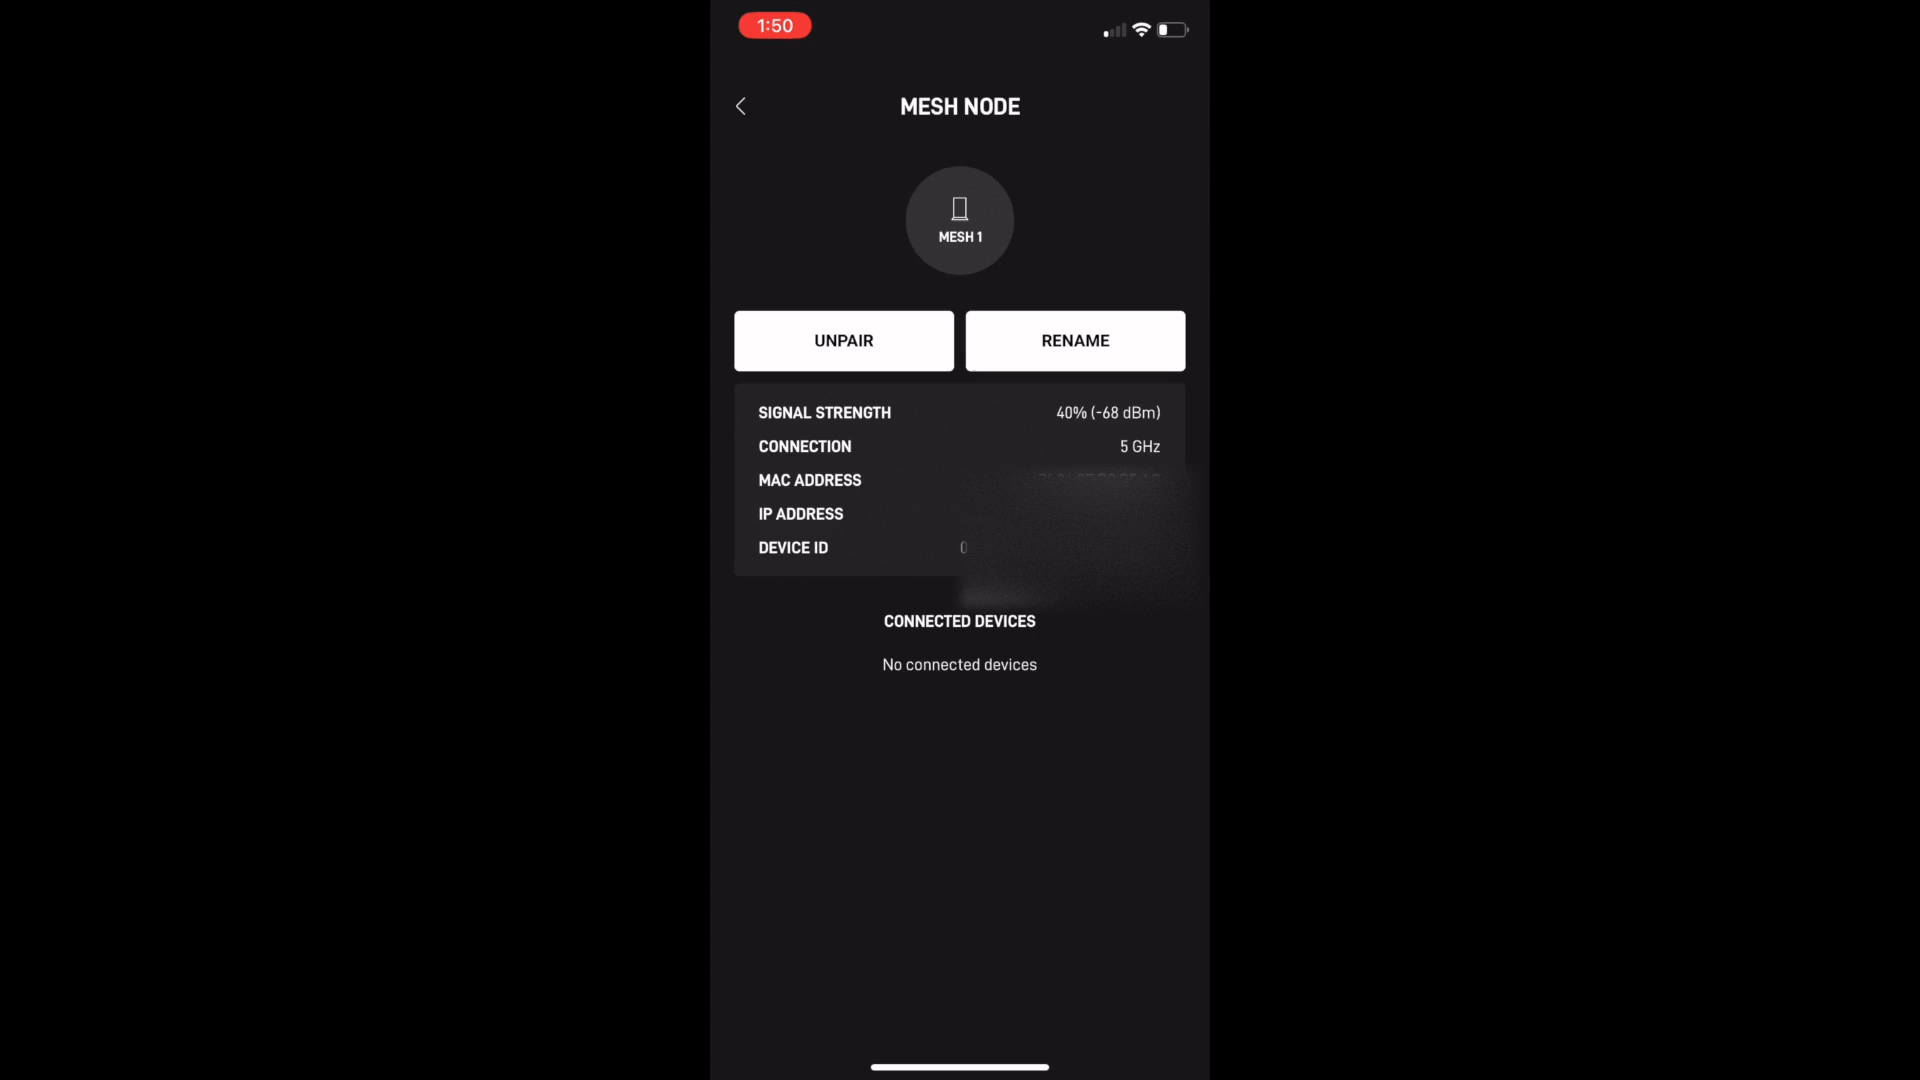 1:50
MESH NODE
MESH 1
UNPAIR
RENAME
SIGNAL STRENGTH 40% (-68 dBm)
CONNECTION 5 GHz
MAC ADDRESS
IP ADDRESS
DEVICE ID 0
CONNECTED DEVICES
No connected devices